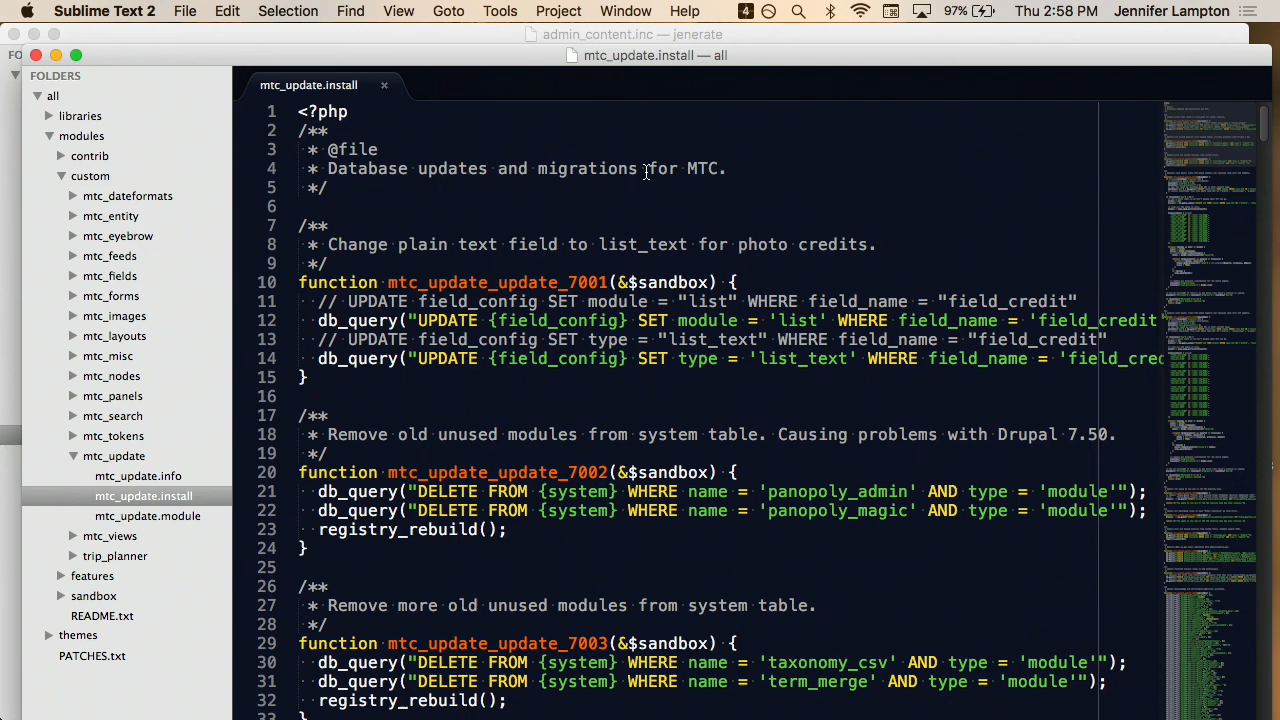 Sublime Text 2 File Edit Selection Find View Goto Tools Project Window Help 4 97% Thu 2:58 PM Jennifer Lampton
admin_content.inc — jenerate
FO
mtc_update.install — all
FOLDERS
all
libraries
modules
contrib
custom
mtc_dateformats
mtc_entity
mtc_eyebrow
mtc_feeds
mtc_fields
mtc_forms
mtc_images
mtc_layouts
mtc_misc
mtc_nodes
mtc_panels
mtc_search
mtc_tokens
mtc_update
mtc_update.info
mtc_update.install
mtc_update.module
mtc_views
trip_planner
features
sandbox
README.txt
themes
PATCHES.txt
mtc_update.install ×
1 <?php
2 /**
3  * @file
4  * Database updates and migrations for MTC.
5  */
6
7 /**
8  * Change plain text field to list_text for photo credits.
9  */
10 function mtc_update_update_7001(&$sandbox) {
11   // UPDATE field_config SET module = "list" WHERE field_name = "field_credit"
12   db_query("UPDATE {field_config} SET module = 'list' WHERE field_name = 'field_credit
13   // UPDATE field_config SET type = "list_text" WHERE field_name = "field_credit"
14   db_query("UPDATE {field_config} SET type = 'list_text' WHERE field_name = 'field_cred
15 }
16
17 /**
18  * Remove old unused modules from system table. Causing problems with Drupal 7.50.
19  */
20 function mtc_update_update_7002(&$sandbox) {
21   db_query("DELETE FROM {system} WHERE name = 'panopoly_admin' AND type = 'module'");
22   db_query("DELETE FROM {system} WHERE name = 'panopoly_magic' AND type = 'module'");
23   registry_rebuild();
24 }
25
26 /**
27  * Remove more old unused modules from system table.
28  */
29 function mtc_update_update_7003(&$sandbox) {
30   db_query("DELETE FROM {system} WHERE name = 'taxonomy_csv' AND type = 'module'");
31   db_query("DELETE FROM {system} WHERE name = 'term_merge' AND type = 'module'");
32   registry_rebuild();
33 }